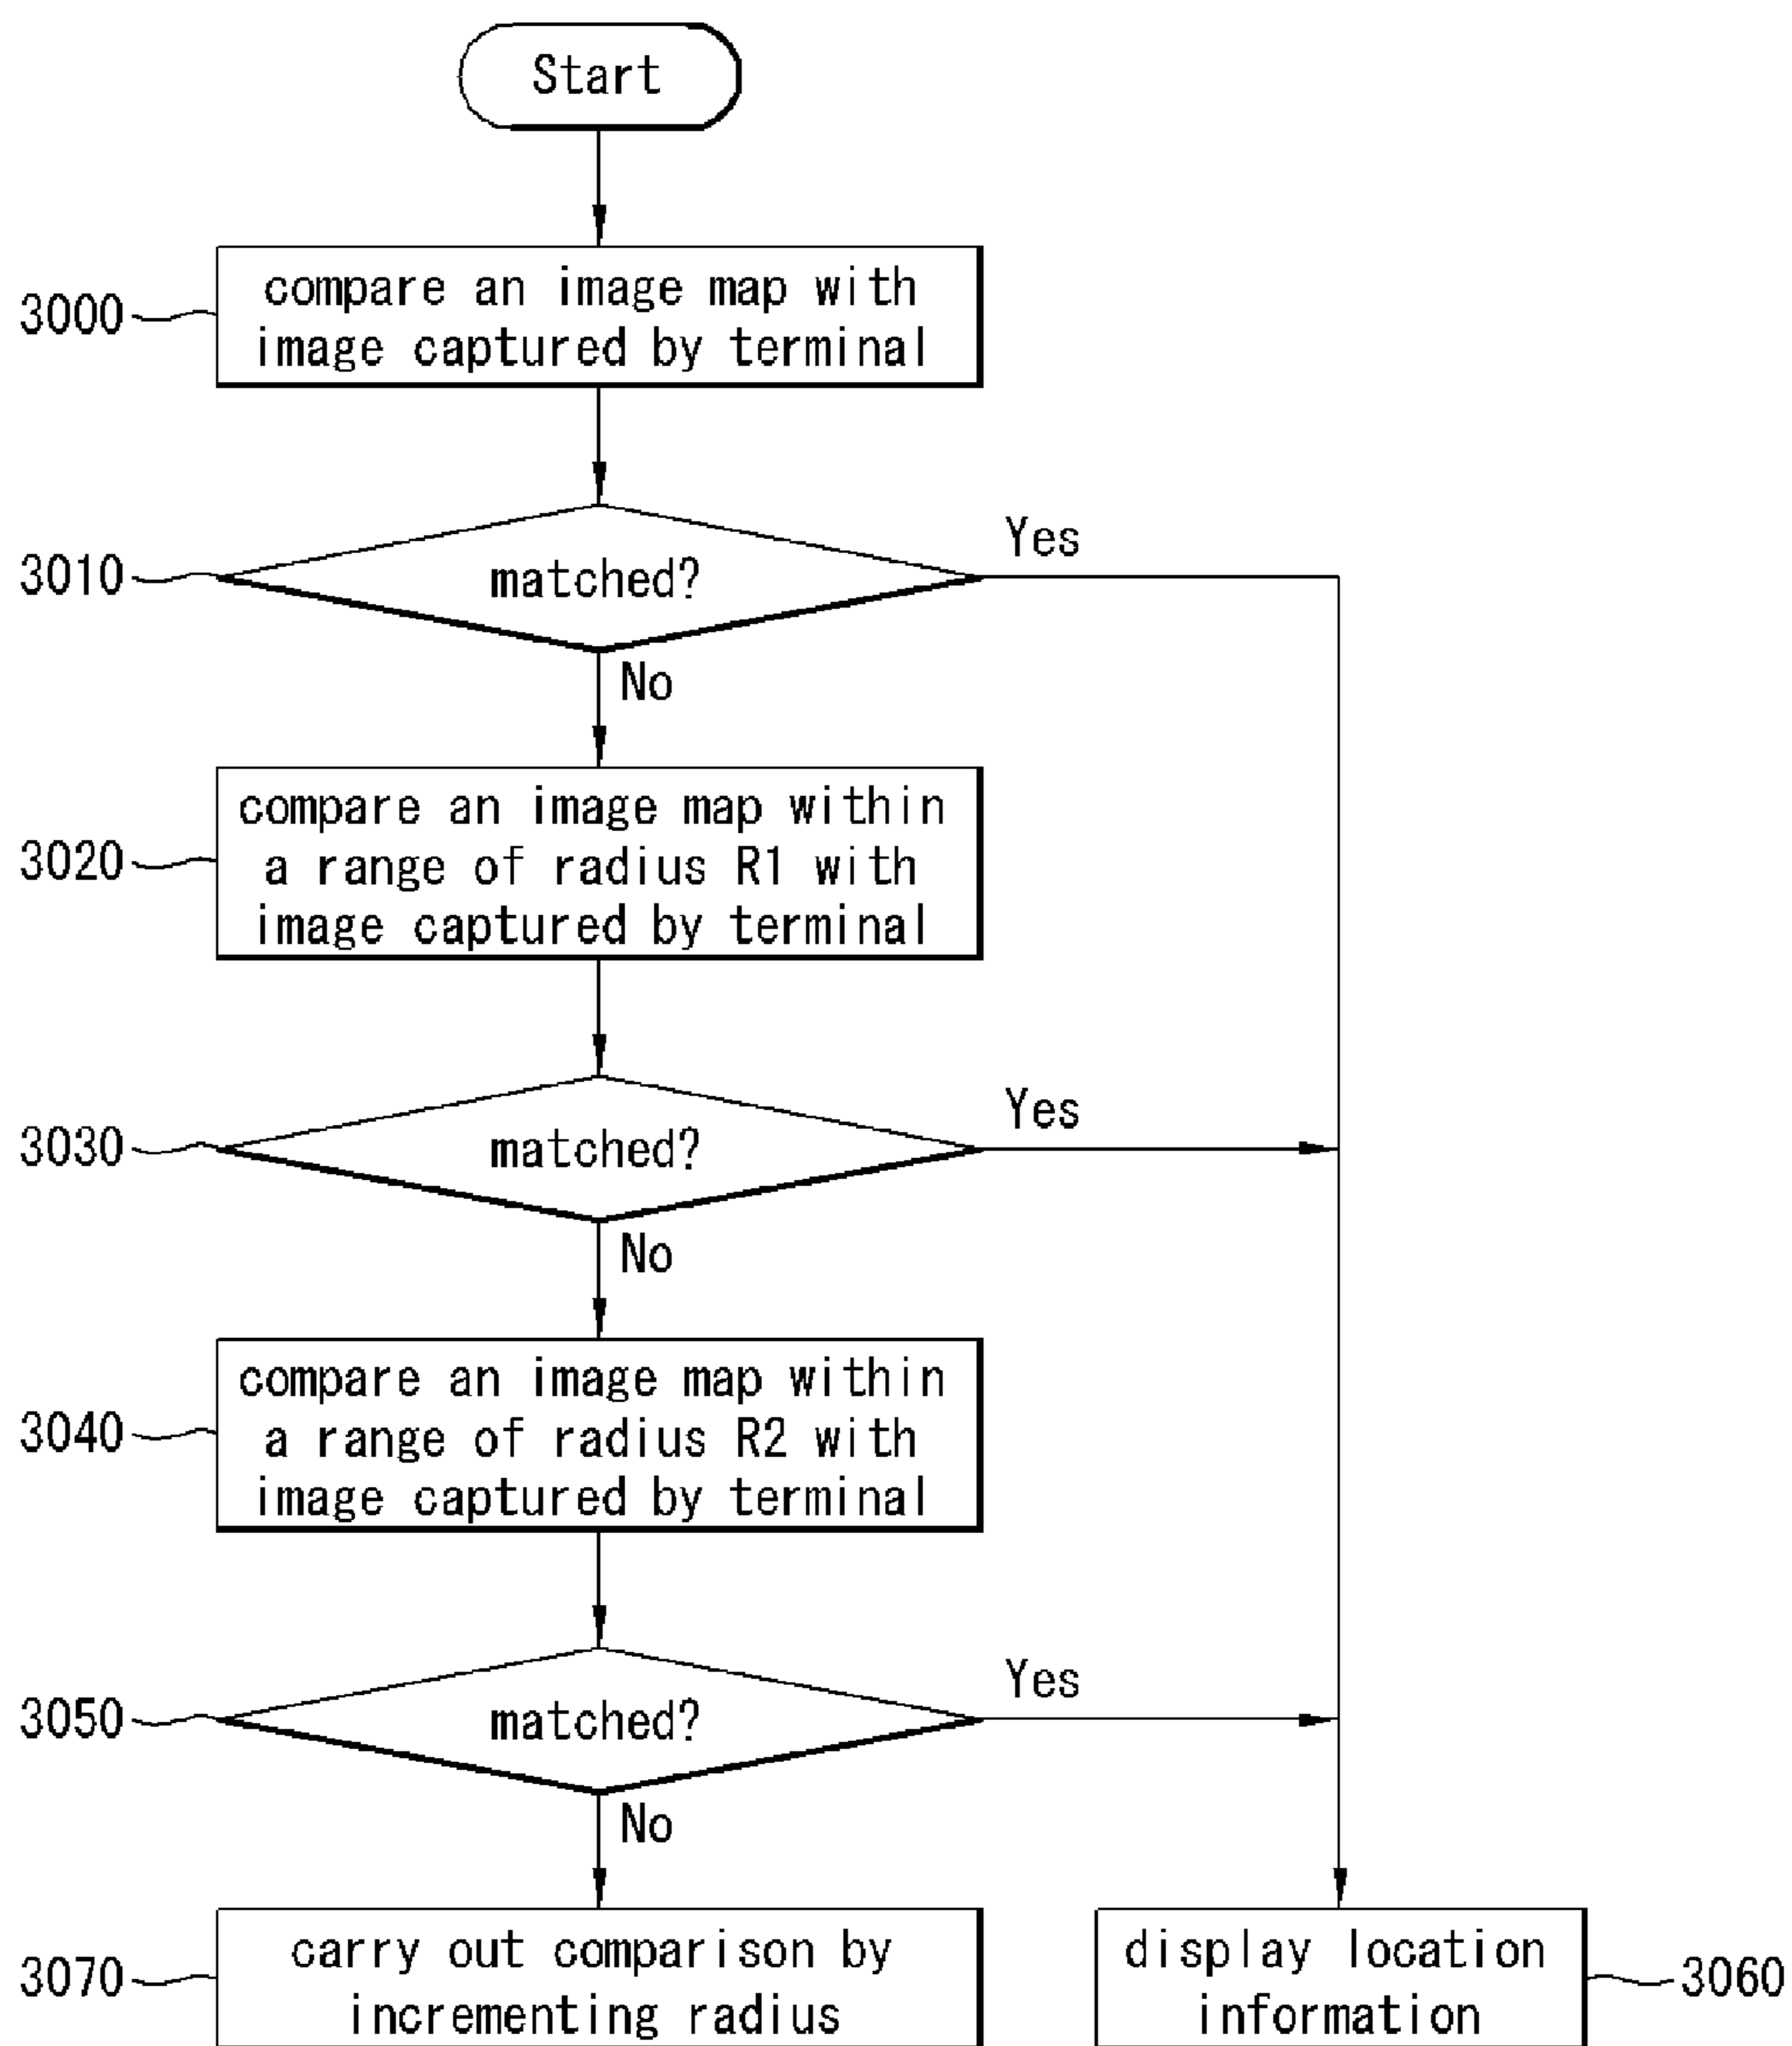 Start
3000
compare an image map with
image captured by terminal
3010
matched?
Yes
No
3020
compare an image map within
a range of radius R1 with
image captured by terminal
3030
matched?
Yes
No
3040
compare an image map within
a range of radius R2 with
image captured by terminal
3050
matched?
Yes
No
3070
carry out comparison by
incrementing radius
display location
information
3060